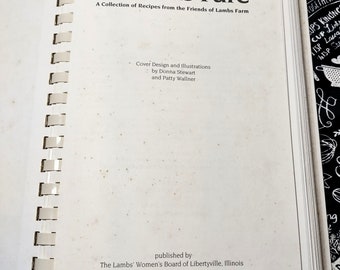 A Collection of Recipes from the Friends of Lambs Farm
Cover Design and Illustrations
by Donna Stewart
and Patty Wallner
published by
The Lambs' Women's Board of Libertyville, Illinois